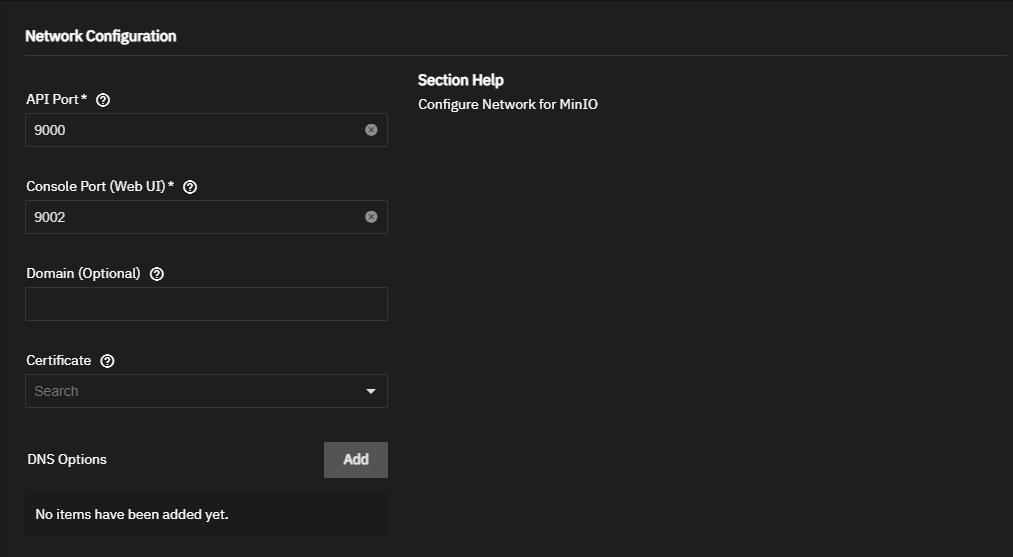 Network Configuration
Section Help
Configure Network for MinIO
API Port *
9000
Console Port (Web UI) *
9002
Domain (Optional)
Certificate
Search
DNS Options
Add
No items have been added yet.